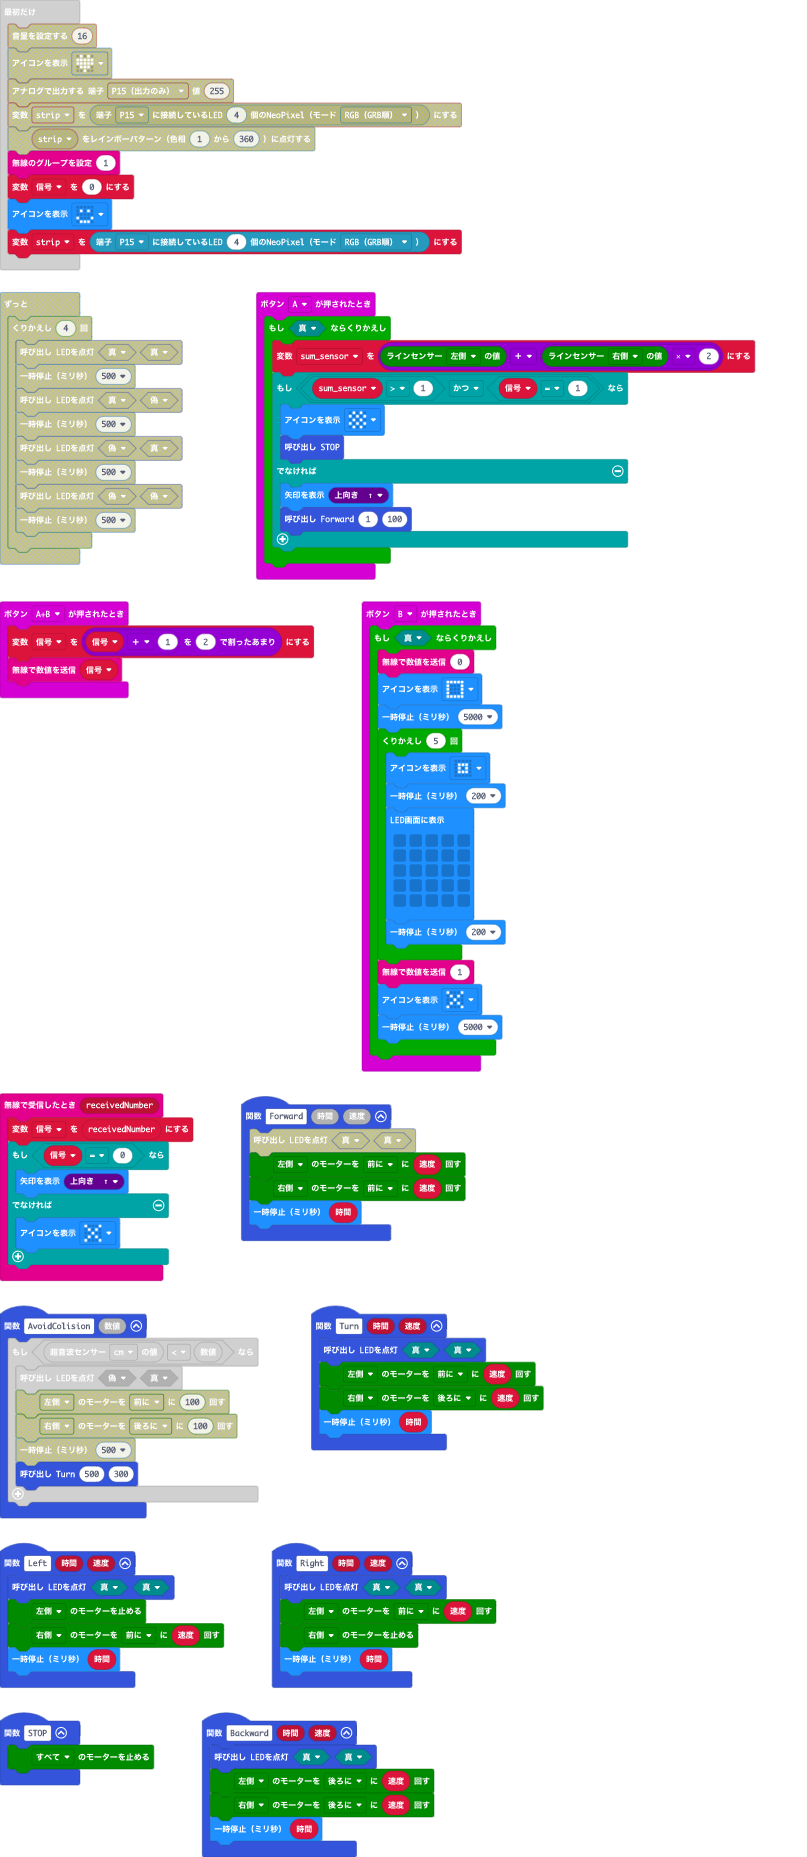 最初だけ
音量を設定する 16
アイコンを表示
アナログで出力する 端子 P15（出力のみ） 値 255
変数 strip を 端子 P15 に接続しているLED 4 個のNeoPixel（モード RGB（GRB順） ） にする
strip をレインボーパターン（色相 1 から 360 ）に点灯する
無線のグループを設定 1
変数 信号 を 0 にする
アイコンを表示
変数 strip を 端子 P15 に接続しているLED 4 個のNeoPixel（モード RGB（GRB順） ） にする
ずっと
くりかえし 4 回
呼び出し LEDを点灯 真 真
一時停止（ミリ秒） 500
呼び出し LEDを点灯 真 偽
一時停止（ミリ秒） 500
呼び出し LEDを点灯 偽 真
一時停止（ミリ秒） 500
呼び出し LEDを点灯 偽 偽
一時停止（ミリ秒） 500
ボタン A が押されたとき
もし 真 ならくりかえし
変数 sum_sensor を ラインセンサー 左側 の値 + ラインセンサー 右側 の値 × 2 にする
もし sum_sensor > 1 かつ 信号 = 1 なら
アイコンを表示
呼び出し STOP
でなければ
矢印を表示 上向き ↑
呼び出し Forward 1 100
ボタン A+B が押されたとき
変数 信号 を 信号 + 1 を 2 で割ったあまり にする
無線で数値を送信 信号
ボタン B が押されたとき
もし 真 ならくりかえし
無線で数値を送信 0
アイコンを表示
一時停止（ミリ秒） 5000
くりかえし 5 回
アイコンを表示
一時停止（ミリ秒） 200
LED画面に表示
一時停止（ミリ秒） 200
無線で数値を送信 1
アイコンを表示
一時停止（ミリ秒） 5000
無線で受信したとき receivedNumber
変数 信号 を receivedNumber にする
もし 信号 = 0 なら
矢印を表示 上向き ↑
でなければ
アイコンを表示
関数 Forward 時間 速度
呼び出し LEDを点灯 真 真
左側 のモーターを 前に に 速度 回す
右側 のモーターを 前に に 速度 回す
一時停止（ミリ秒） 時間
関数 AvoidColision 数値
もし 超音波センサー cm の値 < 数値 なら
呼び出し LEDを点灯 偽 真
左側 のモーターを 前に に 100 回す
右側 のモーターを 後ろに に 100 回す
一時停止（ミリ秒） 500
呼び出し Turn 500 300
関数 Turn 時間 速度
呼び出し LEDを点灯 真 真
左側 のモーターを 前に に 速度 回す
右側 のモーターを 後ろに に 速度 回す
一時停止（ミリ秒） 時間
関数 Left 時間 速度
呼び出し LEDを点灯 真 真
左側 のモーターを止める
右側 のモーターを 前に に 速度 回す
一時停止（ミリ秒） 時間
関数 Right 時間 速度
呼び出し LEDを点灯 真 真
左側 のモーターを 前に に 速度 回す
右側 のモーターを止める
一時停止（ミリ秒） 時間
関数 STOP
すべて のモーターを止める
関数 Backward 時間 速度
呼び出し LEDを点灯 真 真
左側 のモーターを 後ろに に 速度 回す
右側 のモーターを 後ろに に 速度 回す
一時停止（ミリ秒） 時間